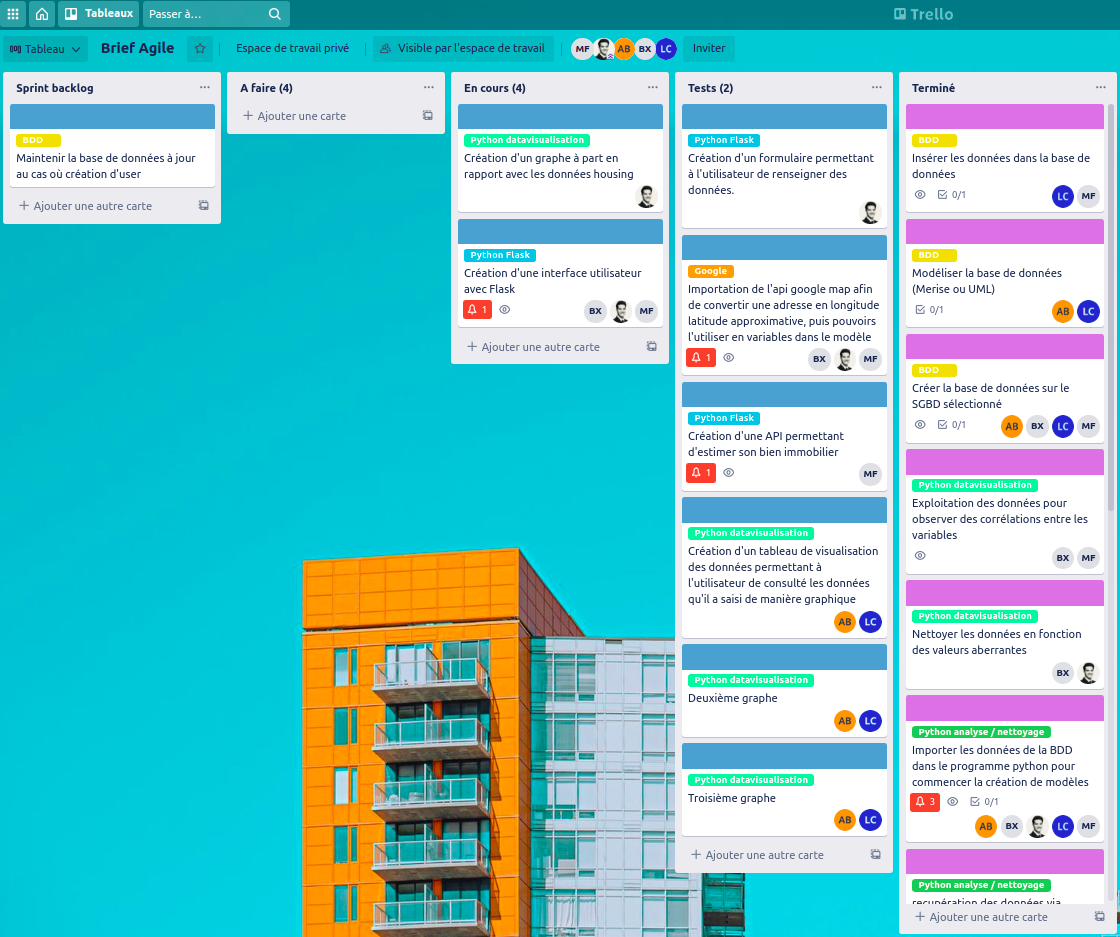 Tableaux
Passer à…
Trello
Tableau
Brief Agile
Espace de travail privé
Visible par l'espace de travail
MF
AB
BX
LC
Inviter
Sprint backlog
BDD
Maintenir la base de données à jour
au cas où création d'user
Ajouter une autre carte
A faire (4)
Ajouter une carte
En cours (4)
Python datavisualisation
Création d'un graphe à part en
rapport avec les données housing
Python Flask
Création d'une interface utilisateur
avec Flask
1
BX
MF
Ajouter une autre carte
Tests (2)
Python Flask
Création d'un formulaire permettant
à l'utilisateur de renseigner des
données.
Google
Importation de l'api google map afin
de convertir une adresse en longitude
latitude approximative, puis pouvoirs
l'utiliser en variables dans le modèle
1
BX
MF
Python Flask
Création d'une API permettant
d'estimer son bien immobilier
1
MF
Python datavisualisation
Création d'un tableau de visualisation
des données permettant à
l'utilisateur de consulté les données
qu'il a saisi de manière graphique
AB
LC
Python datavisualisation
Deuxième graphe
AB
LC
Python datavisualisation
Troisième graphe
AB
LC
Ajouter une autre carte
Terminé
BDD
Insérer les données dans la base de
données
0/1
LC
MF
BDD
Modéliser la base de données
(Merise ou UML)
0/1
AB
LC
BDD
Créer la base de données sur le
SGBD sélectionné
0/1
AB
BX
LC
MF
Python datavisualisation
Exploitation des données pour
observer des corrélations entre les
variables
BX
MF
Python datavisualisation
Nettoyer les données en fonction
des valeurs aberrantes
BX
Python analyse / nettoyage
Importer les données de la BDD
dans le programme python pour
commencer la création de modèles
3
0/1
AB
BX
LC
MF
Python analyse / nettoyage
recupération des données via
Ajouter une autre carte